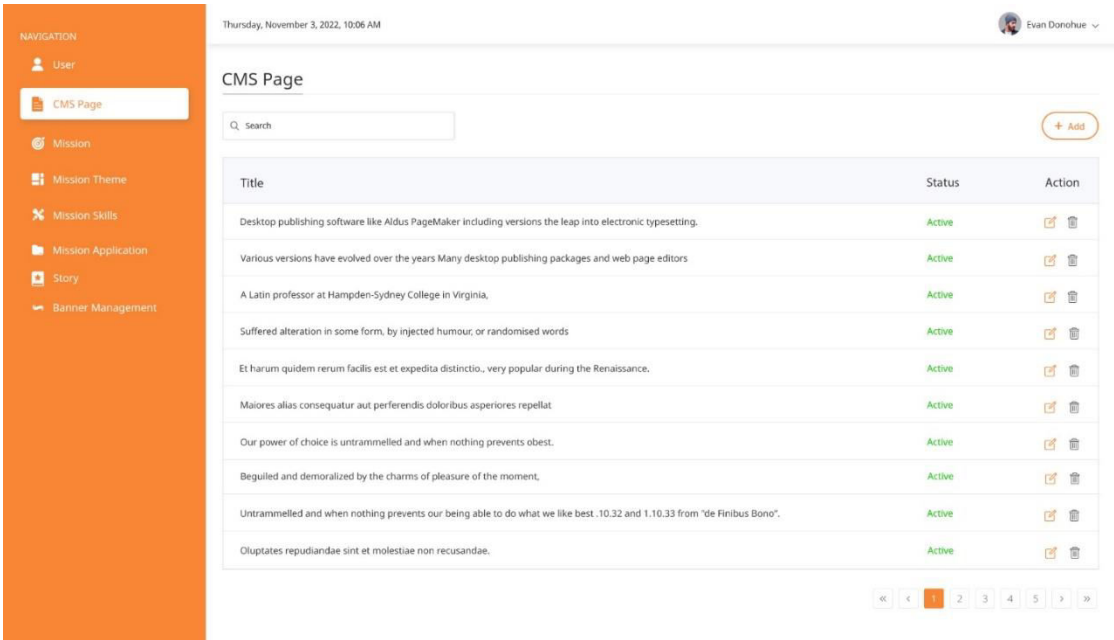 Thursday, November 3, 2022, 10:06 AM
Evan Donohue
NAVIGATION
User
CMS Page
Mission
Mission Theme
Mission Skills
Mission Application
Story
Banner Management
CMS Page
Search
+ Add
Title Status Action
Desktop publishing software like Aldus PageMaker including versions the leap into electronic typesetting. Active
Various versions have evolved over the years Many desktop publishing packages and web page editors Active
A Latin professor at Hampden-Sydney College in Virginia, Active
Suffered alteration in some form, by injected humour, or randomised words Active
Et harum quidem rerum facilis est et expedita distinctio., very popular during the Renaissance. Active
Maiores alias consequatur aut perferendis doloribus asperiores repellat Active
Our power of choice is untrammelled and when nothing prevents obest. Active
Beguiled and demoralized by the charms of pleasure of the moment, Active
Untrammelled and when nothing prevents our being able to do what we like best .10.32 and 1.10.33 from "de Finibus Bono". Active
Oluptates repudiandae sint et molestiae non recusandae. Active
« < 1 2 3 4 5 > »